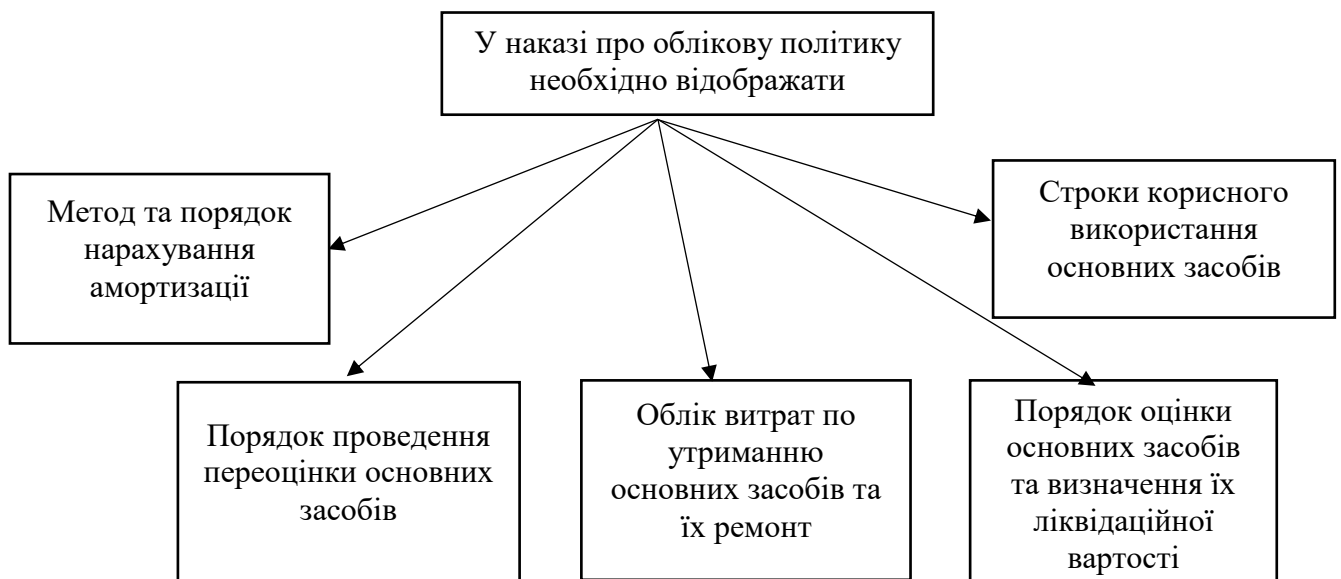 У наказі про облікову політику
необхідно відображати
Метод та порядок
нарахування
амортизації
Строки корисного
використання
основних засобів
Порядок проведення
переоцінки основних
засобів
Облік витрат по
утриманню
основних засобів та
їх ремонт
Порядок оцінки
основних засобів
та визначення їх
ліквідаційної
вартості